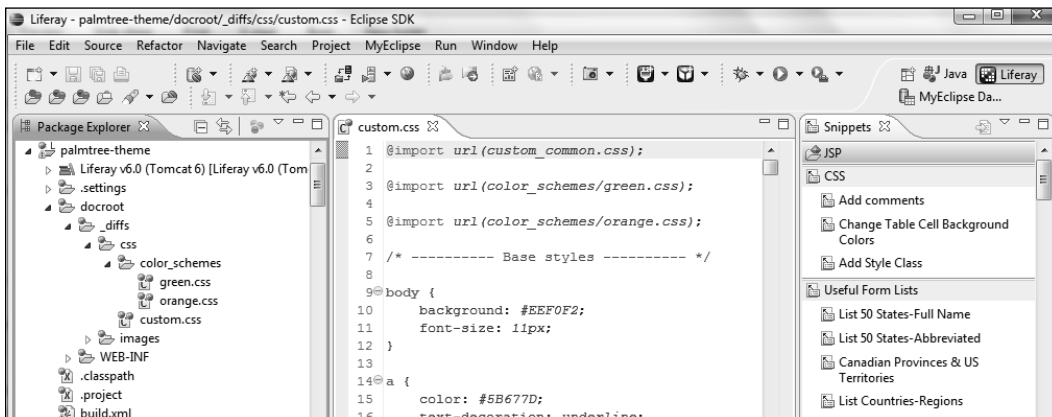 Liferay - palmtree-theme/docroot/_diffs/css/custom.css - Eclipse SDK
File Edit Source Refactor Navigate Search Project MyEclipse Run Window Help
Java
Liferay
MyEclipse Da...
Package Explorer
palmtree-theme
Liferay v6.0 (Tomcat 6) [Liferay v6.0 (Tom
.settings
docroot
_diffs
css
color_schemes
green.css
orange.css
custom.css
images
WEB-INF
.classpath
.project
build.xml
custom.css
1 @import url(custom_common.css);
2
3 @import url(color_schemes/green.css);
4
5 @import url(color_schemes/orange.css);
6
7 /* ---------- Base styles ---------- */
8
9 body {
10 background: #EEF0F2;
11 font-size: 11px;
12 }
13
14 a {
15 color: #5B677D;
16 text-decoration: underline;
Snippets
JSP
CSS
Add comments
Change Table Cell Background
Colors
Add Style Class
Useful Form Lists
List 50 States-Full Name
List 50 States-Abbreviated
Canadian Provinces & US
Territories
List Countries-Regions